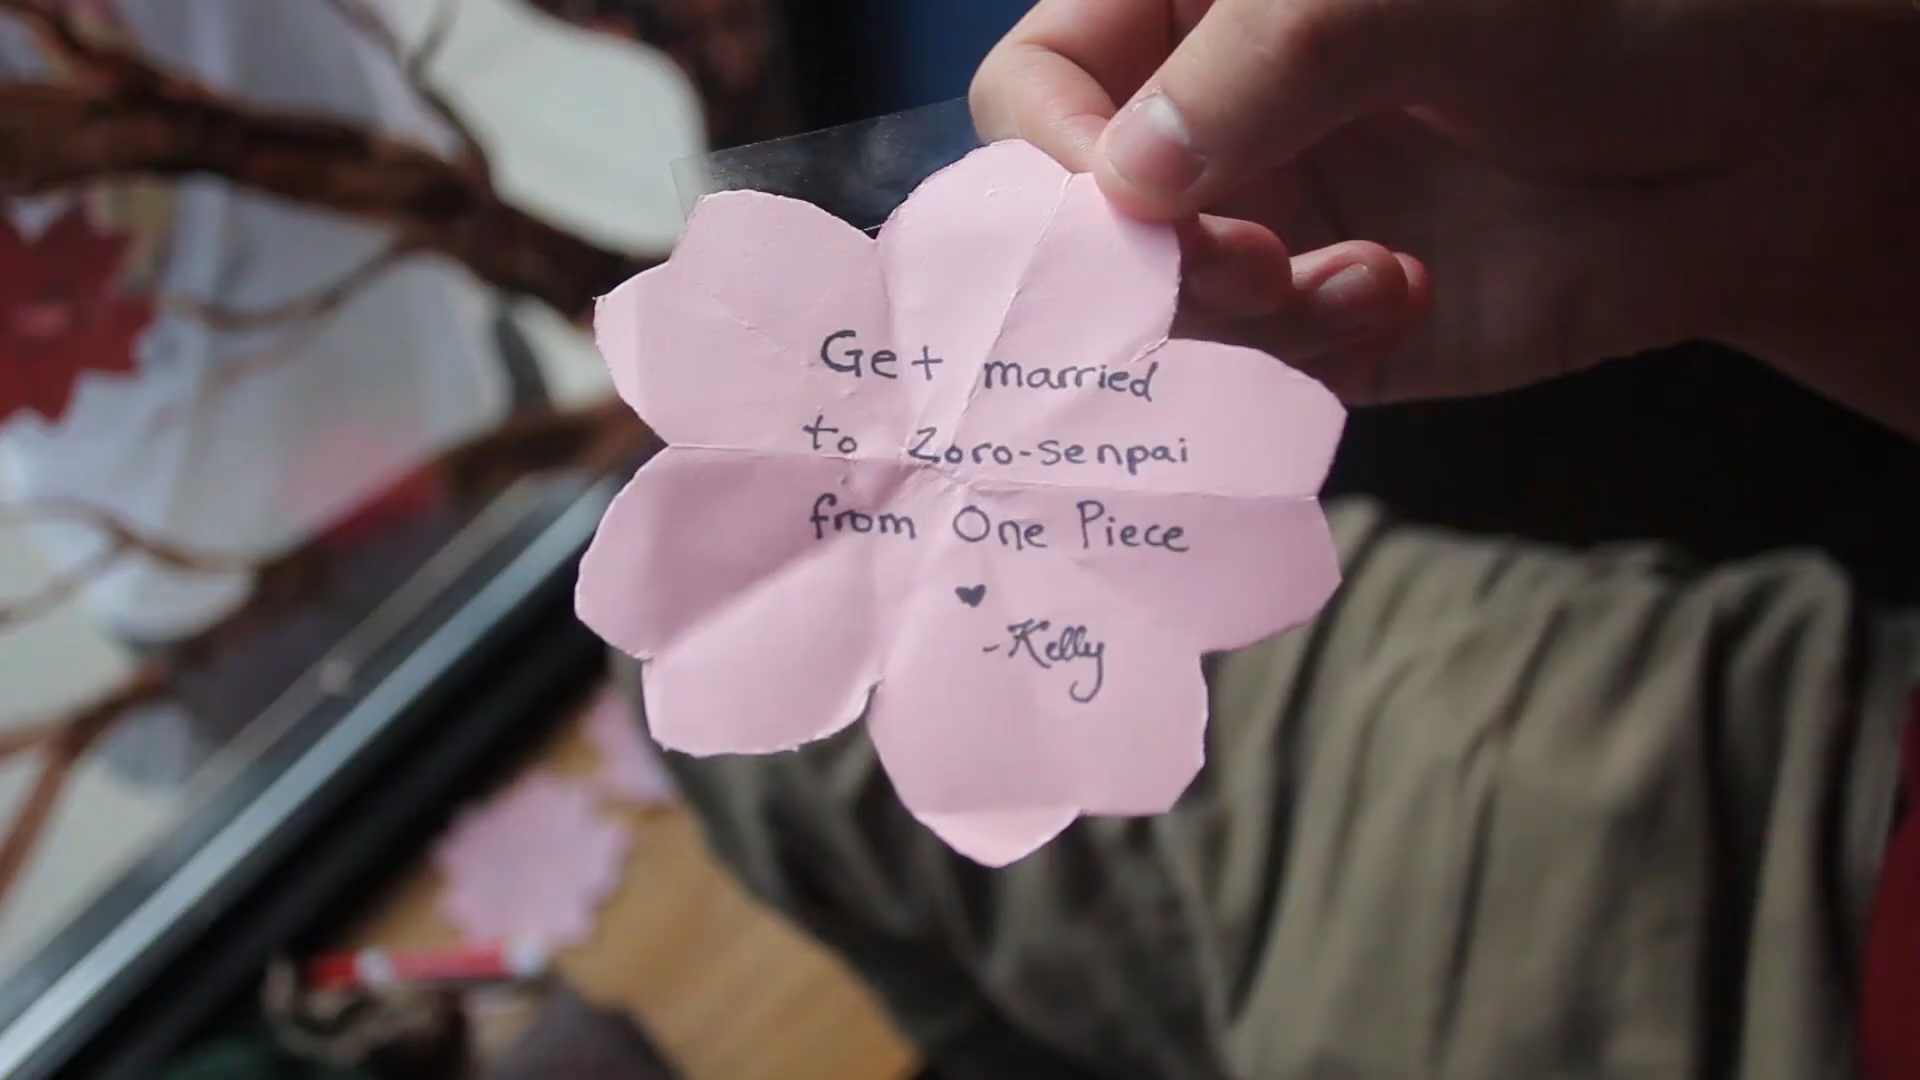 Get married
to Zoro-senpai
from One Piece
♥
-Kelly